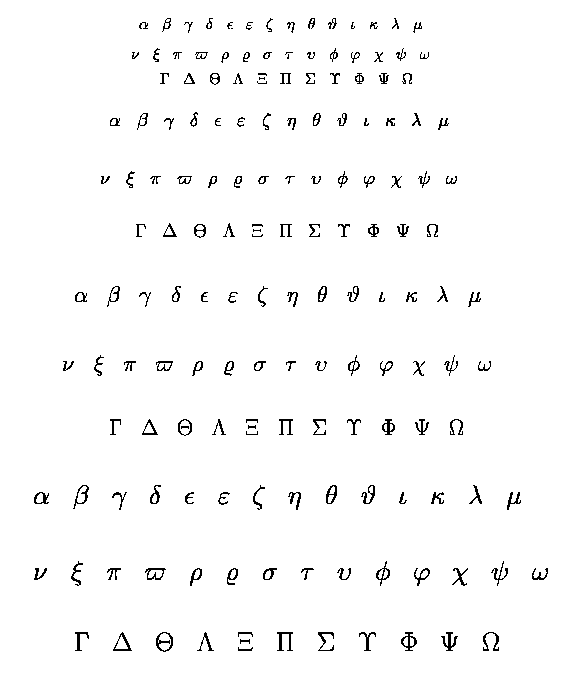 α β γ δ ϵ ε ζ η θ ϑ ι κ λ μ
ν ξ π ϖ ρ ϱ σ τ υ ϕ φ χ ψ ω
Γ Δ Θ Λ Ξ Π Σ Υ Φ Ψ Ω
α β γ δ ϵ ε ζ η θ ϑ ι κ λ μ
ν ξ π ϖ ρ ϱ σ τ υ ϕ φ χ ψ ω
Γ Δ Θ Λ Ξ Π Σ Υ Φ Ψ Ω
α β γ δ ϵ ε ζ η θ ϑ ι κ λ μ
ν ξ π ϖ ρ ϱ σ τ υ ϕ φ χ ψ ω
Γ Δ Θ Λ Ξ Π Σ Υ Φ Ψ Ω
α β γ δ ϵ ε ζ η θ ϑ ι κ λ μ
ν ξ π ϖ ρ ϱ σ τ υ ϕ φ χ ψ ω
Γ Δ Θ Λ Ξ Π Σ Υ Φ Ψ Ω